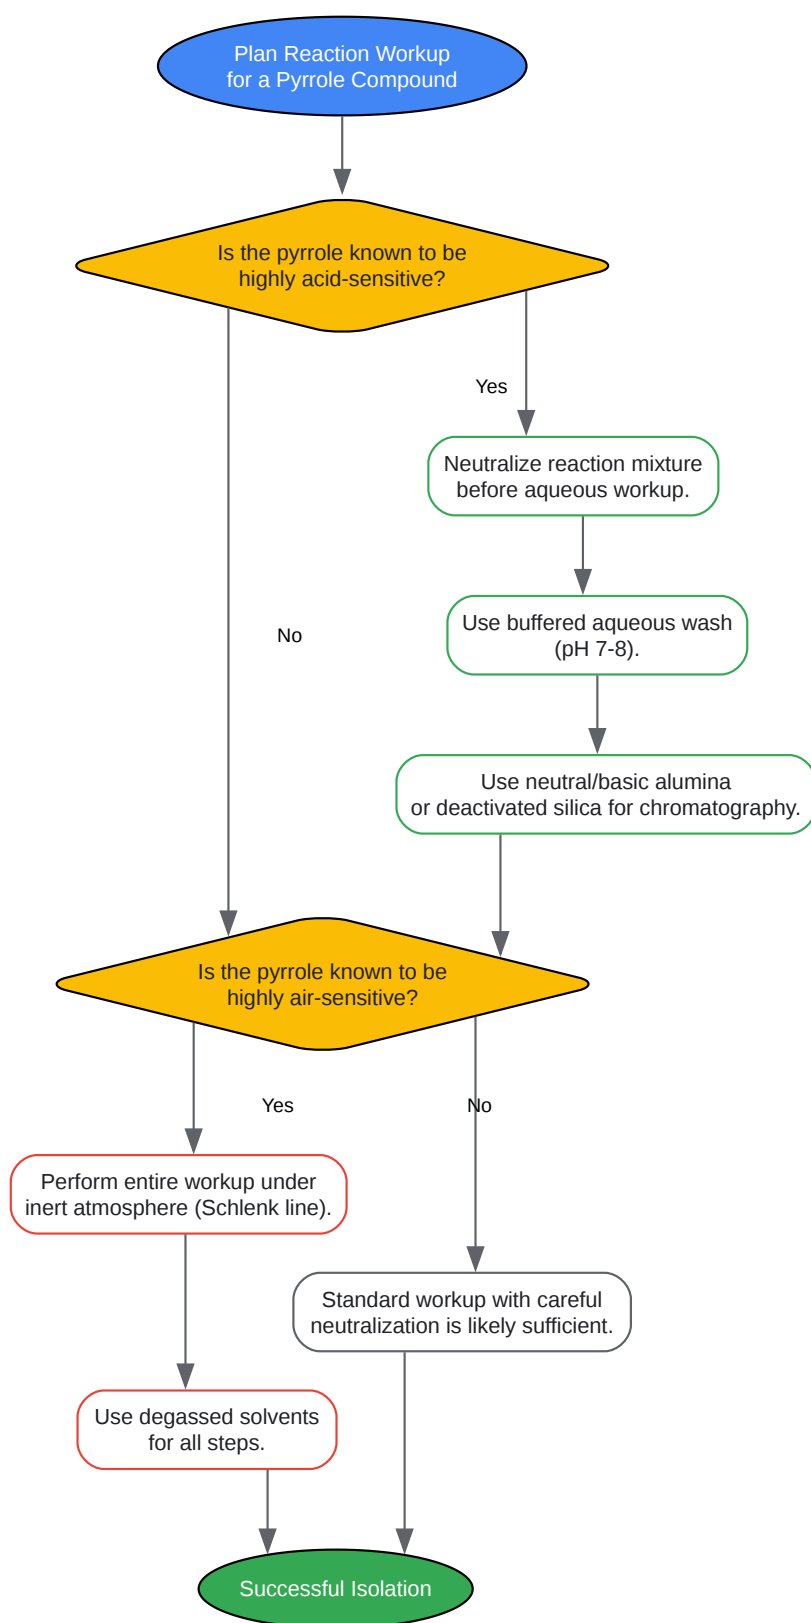 Plan Reaction Workup
for a Pyrrole Compound
Is the pyrrole known to be
highly acid-sensitive?
Yes
Neutralize reaction mixture
before aqueous workup.
No
Use buffered aqueous wash
(pH 7-8).
Use neutral/basic alumina
or deactivated silica for chromatography.
Is the pyrrole known to be
highly air-sensitive?
Yes
No
Perform entire workup under
inert atmosphere (Schlenk line).
Standard workup with careful
neutralization is likely sufficient.
Use degassed solvents
for all steps.
Successful Isolation